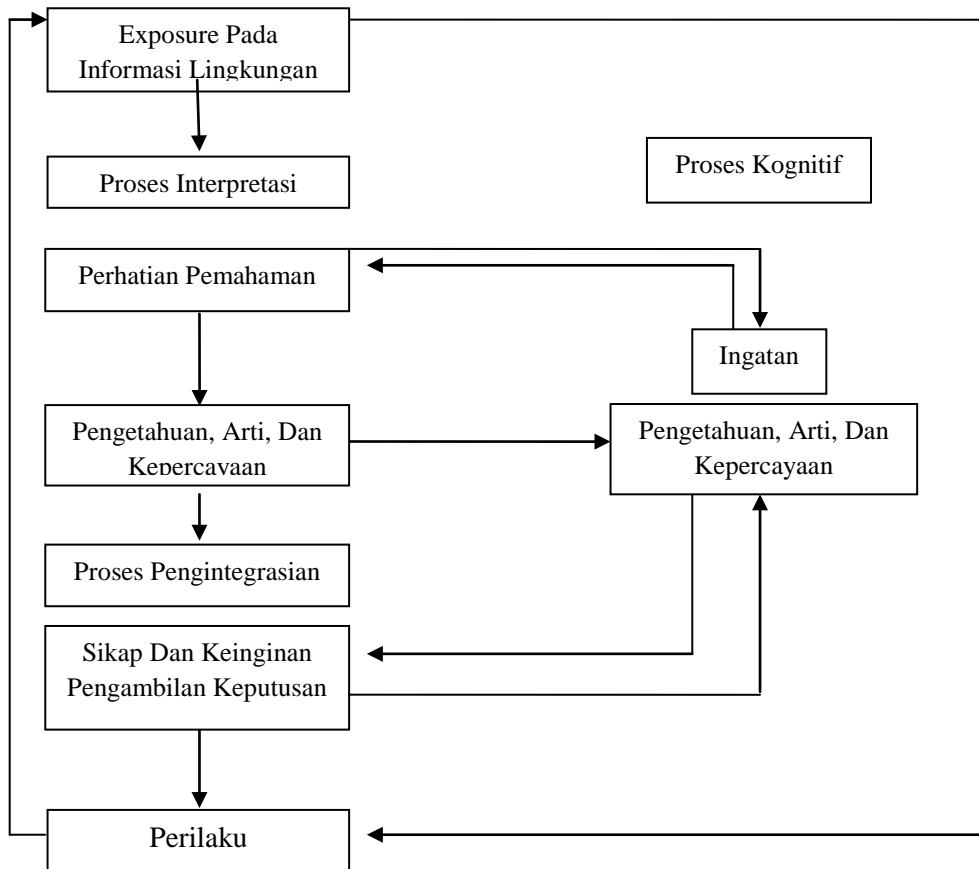 Exposure Pada
Informasi Lingkungan
Proses Interpretasi
Proses Kognitif
Perhatian Pemahaman
Ingatan
Pengetahuan, Arti, Dan
Kepercayaan
Pengetahuan, Arti, Dan
Kepercayaan
Proses Pengintegrasian
Sikap Dan Keinginan
Pengambilan Keputusan
Perilaku